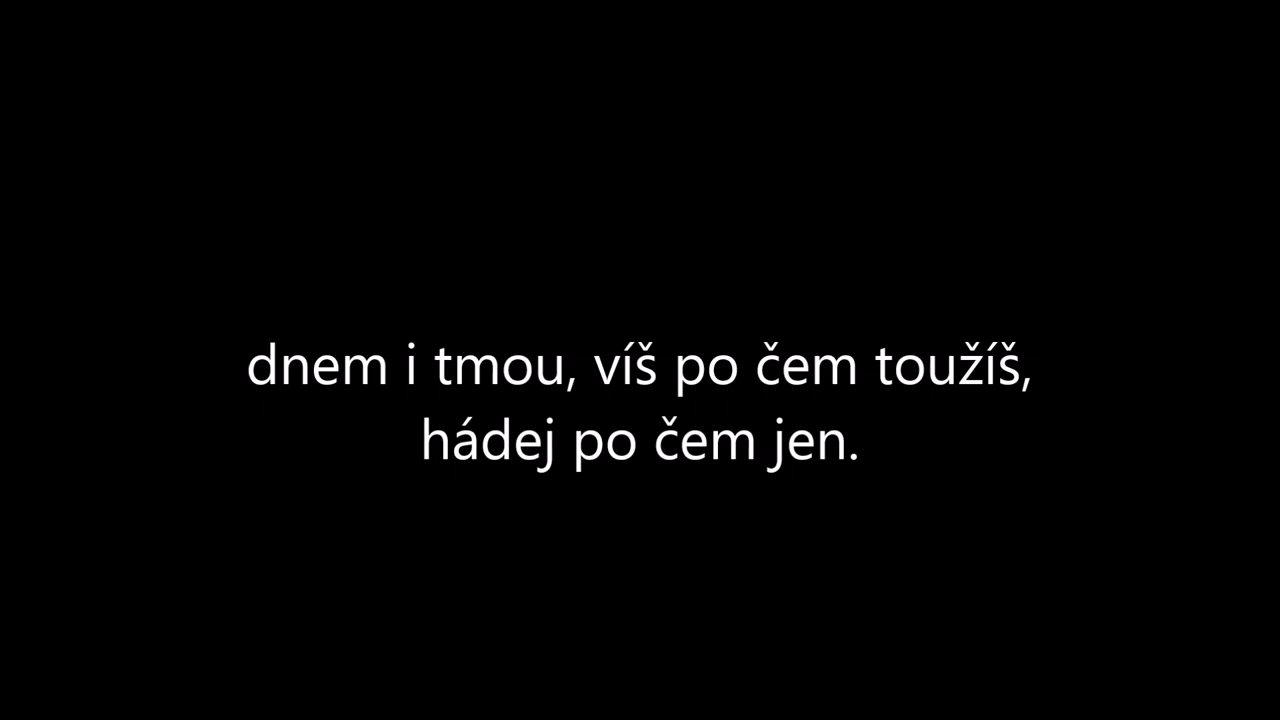 dnem i tmou, víš po čem toužíš,
hádej po čem jen.